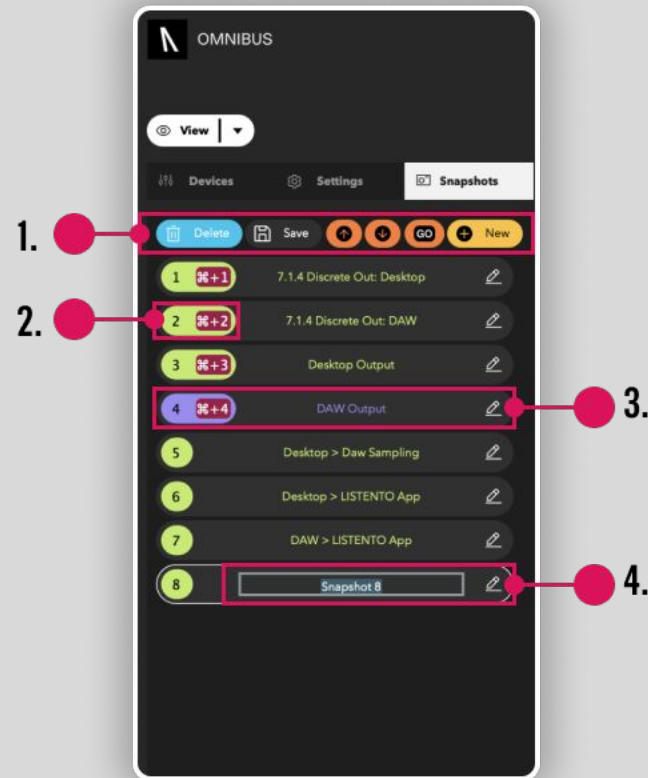 OMNIBUS
View
Devices Settings Snapshots
1. Delete Save GO New
1 ⌘+1 7.1.4 Discrete Out: Desktop
2. 2 ⌘+2 7.1.4 Discrete Out: DAW
3 ⌘+3 Desktop Output
4 ⌘+4 DAW Output 3.
5 Desktop > Daw Sampling
6 Desktop > LISTENTO App
7 DAW > LISTENTO App
8 Snapshot 8 4.